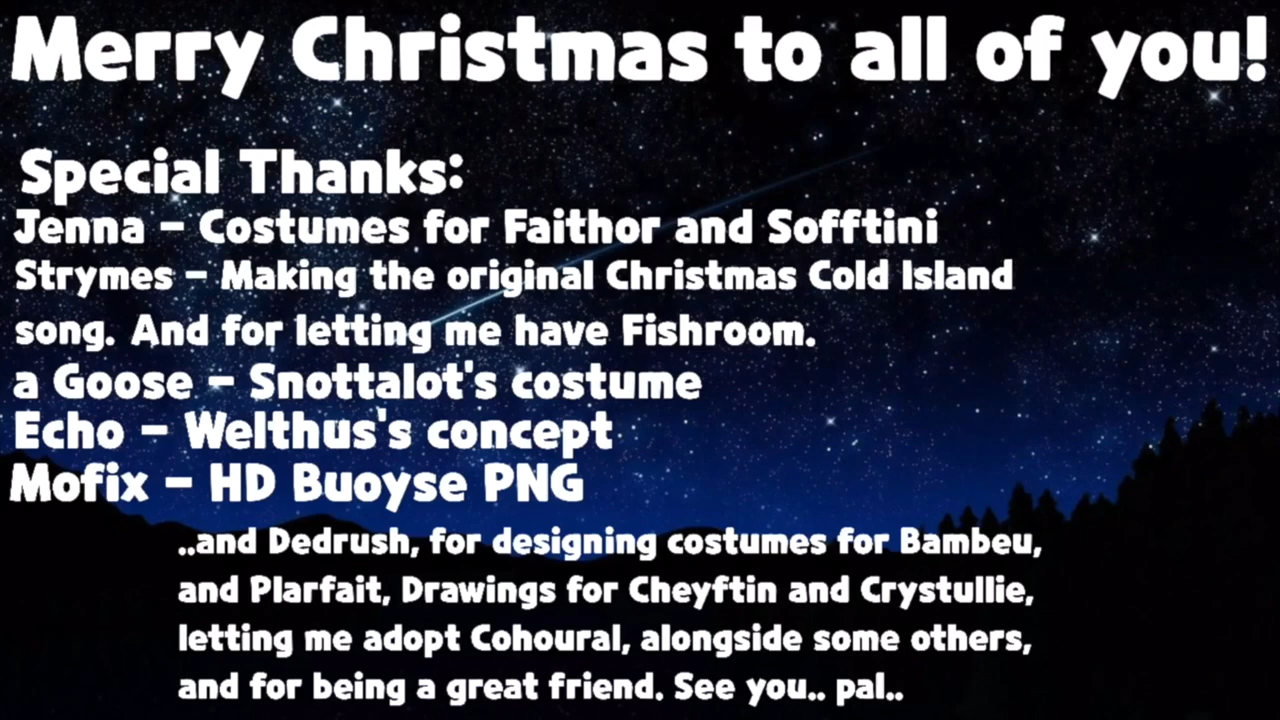 Merry Christmas to all of you!
Special Thanks:
Jenna - Costumes for Faithor and Sofftini
Strymes - Making the original Christmas Cold Island
song. And for letting me have Fishroom.
a Goose - Snottalot's costume
Echo - Welthus's concept
Mofix - HD Buoyse PNG
..and Dedrush, for designing costumes for Bambeu,
and Plarfait, Drawings for Cheyftin and Crystullie,
letting me adopt Cohoural, alongside some others,
and for being a great friend. See you.. pal..